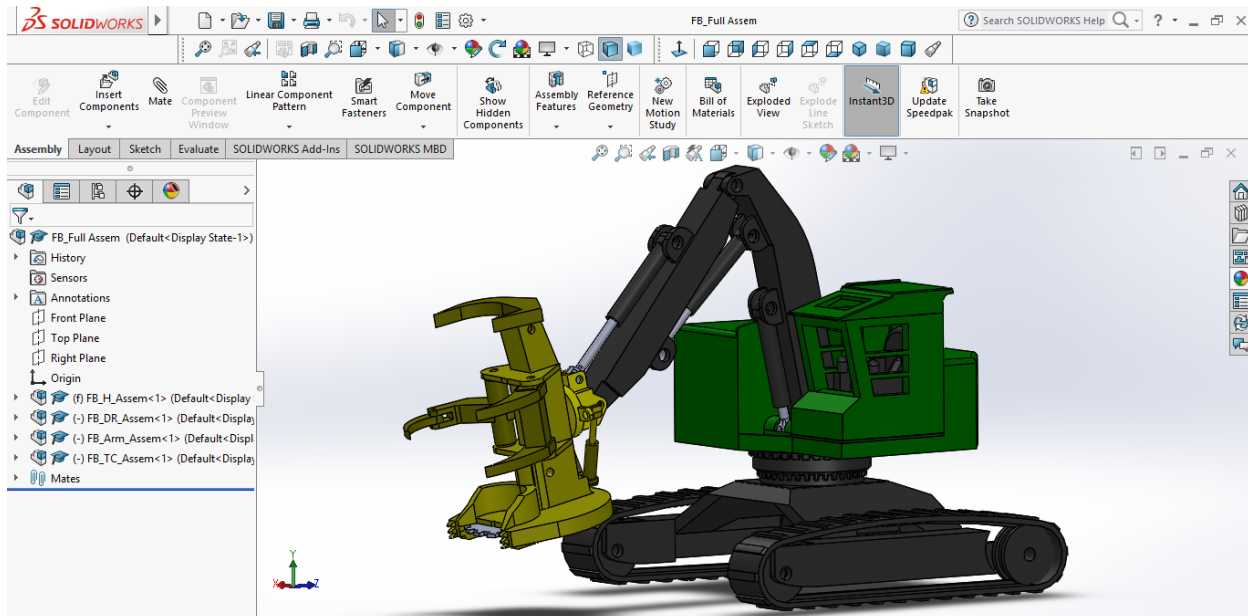 SOLIDWORKS
FB_Full Assem
Search SOLIDWORKS Help
?
Edit Component
Insert Components
Mate
Component Preview Window
Linear Component Pattern
Smart Fasteners
Move Component
Show Hidden Components
Assembly Features
Reference Geometry
New Motion Study
Bill of Materials
Exploded View
Explode Line Sketch
Instant3D
Update Speedpak
Take Snapshot
Assembly
Layout
Sketch
Evaluate
SOLIDWORKS Add-Ins
SOLIDWORKS MBD
FB_Full Assem (Default<Display State-1>)
History
Sensors
Annotations
Front Plane
Top Plane
Right Plane
Origin
(f) FB_H_Assem<1> (Default<Display
(-) FB_DR_Assem<1> (Default<Display
(-) FB_Arm_Assem<1> (Default<Displ
(-) FB_TC_Assem<1> (Default<Display
Mates
Y
X
Z